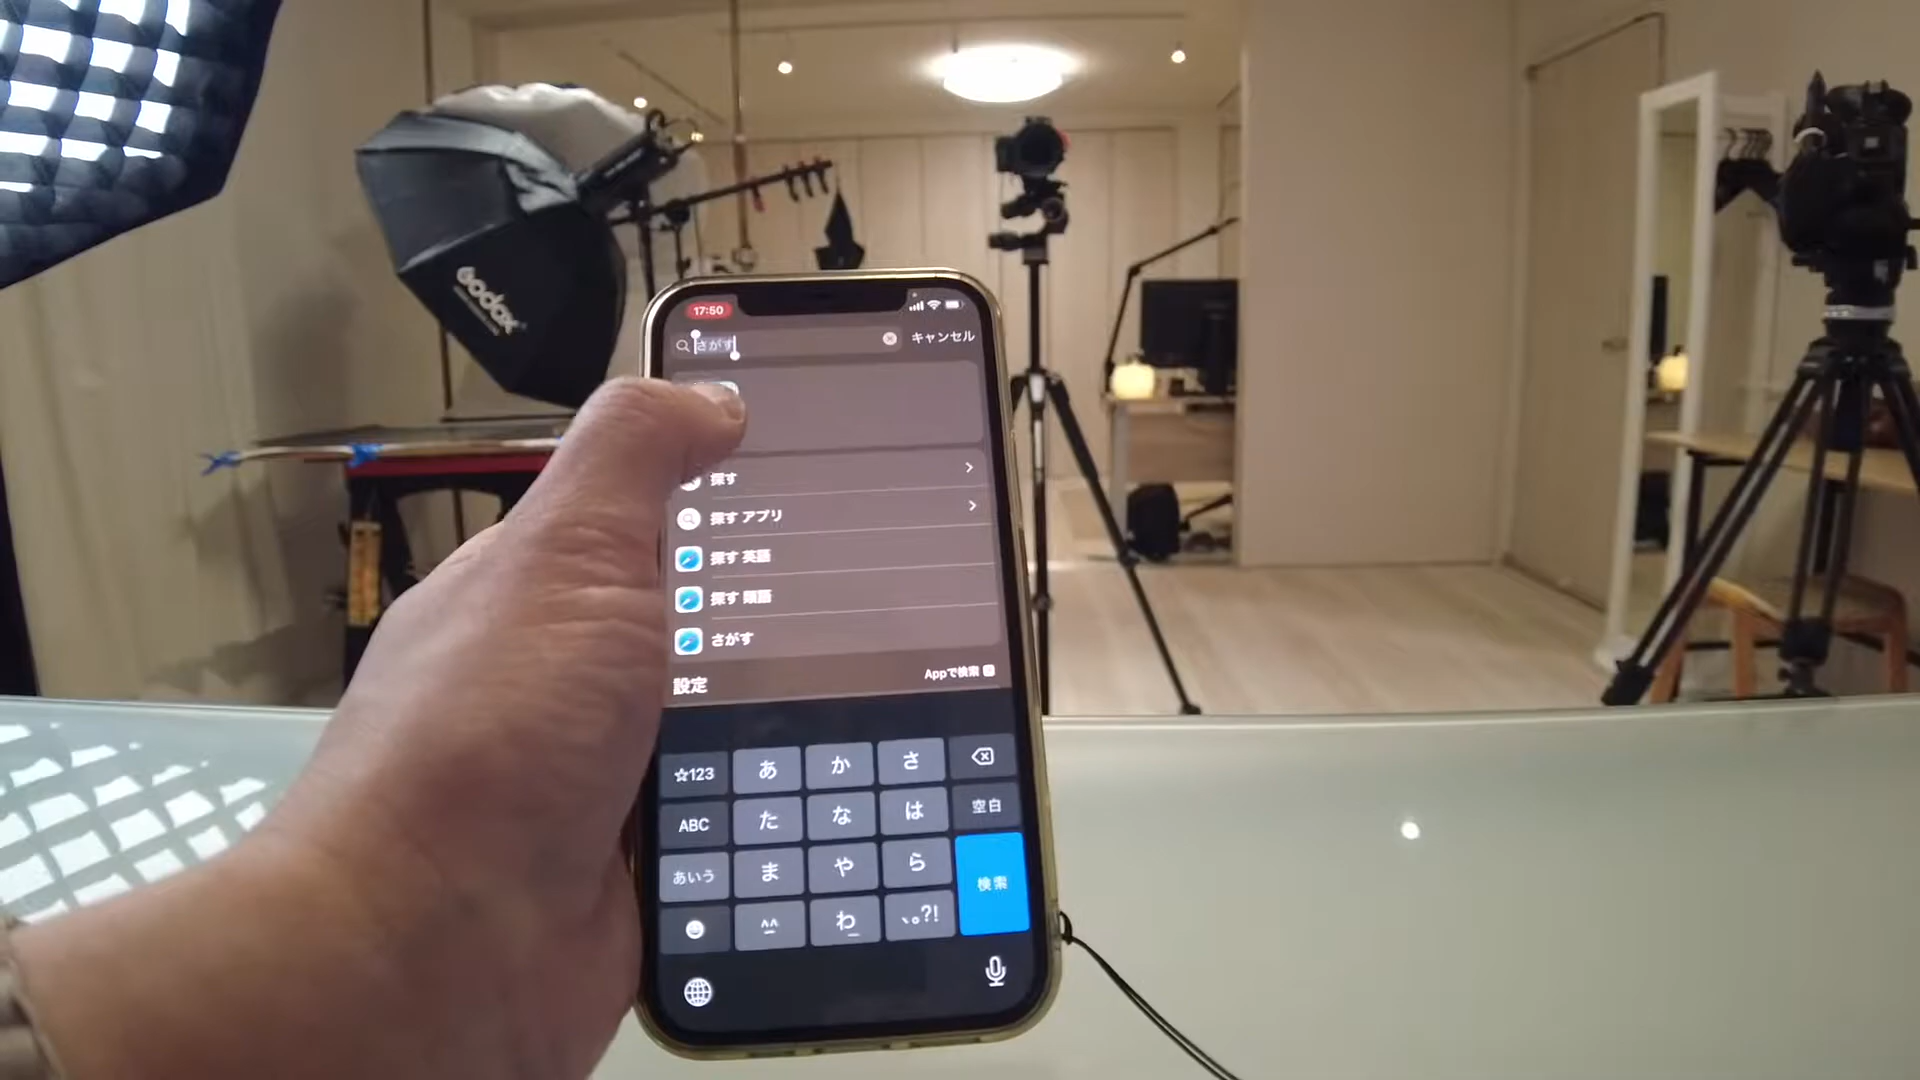 Godox
17:50
さがす
キャンセル
探す
探す アプリ
探す 英語
探す 類語
さがす
設定
Appで検索
☆123
あ
か
さ
ABC
た
な
は
空白
あいう
ま
や
ら
検索
^^
わ
､｡?!